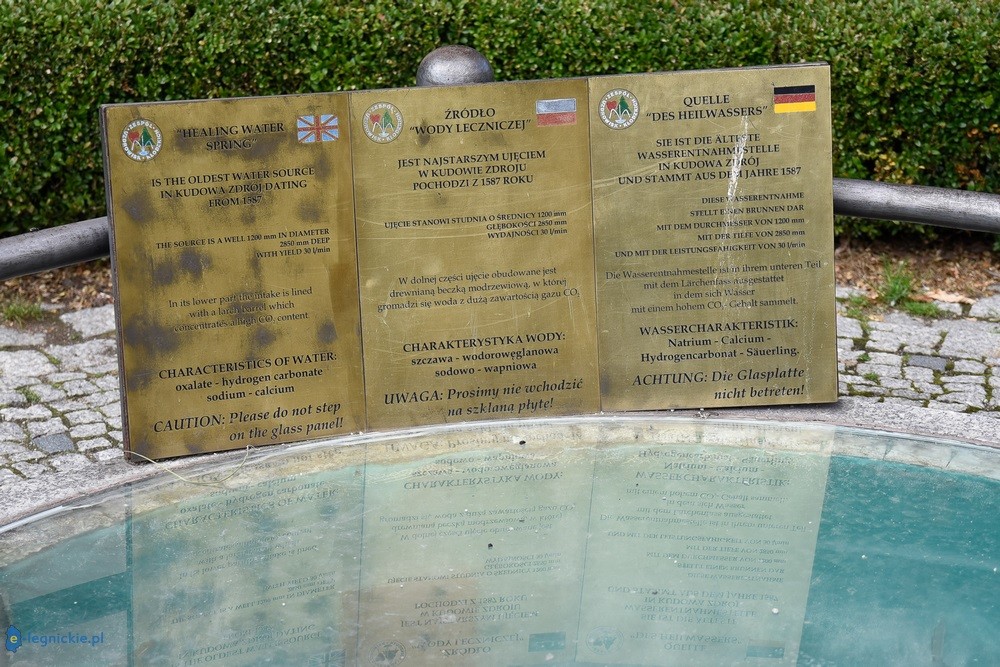 "HEALING WATER
SPRING"
IS THE OLDEST WATER SOURCE
IN KUDOWA ZDRÓJ DATING
FROM 1587
THE SOURCE IS A WELL 1200 mm IN DIAMETER
2850 mm DEEP
WITH YIELD 30 l/min
In its lower part the intake is lined
with a larch barrel which
concentrates a high CO₂ content
CHARACTERISTICS OF WATER:
oxalate - hydrogen carbonate
sodium - calcium
CAUTION: Please do not step
on the glass panel!
ŹRÓDŁO
"WODY LECZNICZEJ"
JEST NAJSTARSZYM UJĘCIEM
W KUDOWIE ZDROJU
POCHODZI Z 1587 ROKU
UJĘCIE STANOWI STUDNIA O ŚREDNICY 1200 mm
GŁĘBOKOŚCI 2850 mm
WYDAJNOŚCI 30 l/min
W dolnej części ujęcie obudowane jest
drewnianą beczką modrzewiową, w której
gromadzi się woda z dużą zawartością gazu CO₂
CHARAKTERYSTYKA WODY:
szczawa - wodorowęglanowa
sodowo - wapniowa
UWAGA: Prosimy nie wchodzić
na szklaną płytę!
QUELLE
"DES HEILWASSERS"
SIE IST DIE ÄLTESTE
WASSERENTNAHMESTELLE
IN KUDOWA ZDRÓJ
UND STAMMT AUS DEM JAHRE 1587
DIESE WASSERENTNAHME
STELLT EINEN BRUNNEN DAR
MIT DEM DURCHMESSER VON 1200 mm
MIT DER TIEFE VON 2850 mm
UND MIT DER LEISTUNGSFÄHIGKEIT VON 30 l/min
Die Wasserentnahmestelle ist in ihrem unteren Teil
mit dem Lärchenfass ausgestattet
in dem sich Wasser
mit einem hohem CO₂ - Gehalt sammelt.
WASSERCHARAKTERISTIK:
Natrium - Calcium -
Hydrogencarbonat - Säuerling.
ACHTUNG: Die Glasplatte
nicht betreten!
e-legnickie.pl